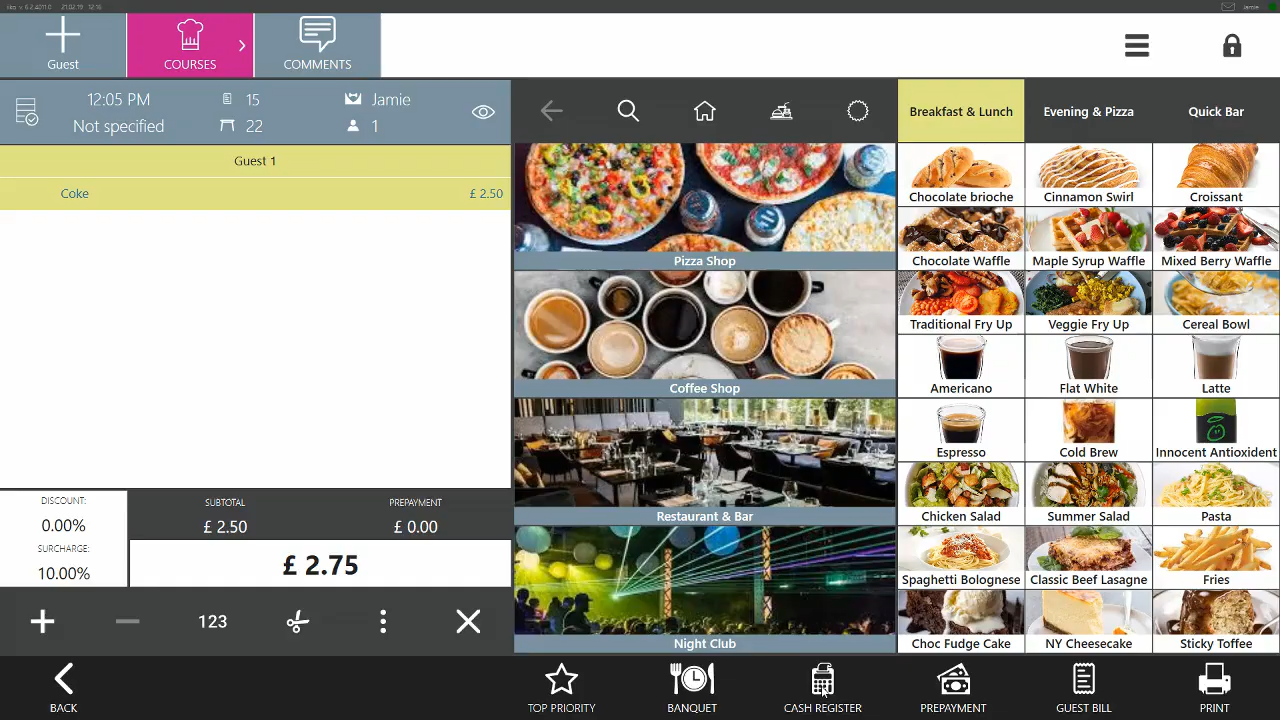 Jamie
Guest
COURSES
COMMENTS
12:05 PM
15
Jamie
Not specified
22
1
Guest 1
Coke
£ 2.50
DISCOUNT:
0.00%
SURCHARGE:
10.00%
SUBTOTAL
£ 2.50
PREPAYMENT
£ 0.00
£ 2.75
123
Pizza Shop
Coffee Shop
Restaurant & Bar
Night Club
Breakfast & Lunch
Evening & Pizza
Quick Bar
Chocolate brioche
Cinnamon Swirl
Croissant
Chocolate Waffle
Maple Syrup Waffle
Mixed Berry Waffle
Traditional Fry Up
Veggie Fry Up
Cereal Bowl
Americano
Flat White
Latte
Espresso
Cold Brew
Innocent Antioxident
Chicken Salad
Summer Salad
Pasta
Spaghetti Bolognese
Classic Beef Lasagne
Fries
Choc Fudge Cake
NY Cheesecake
Sticky Toffee
BACK
TOP PRIORITY
BANQUET
CASH REGISTER
PREPAYMENT
GUEST BILL
PRINT